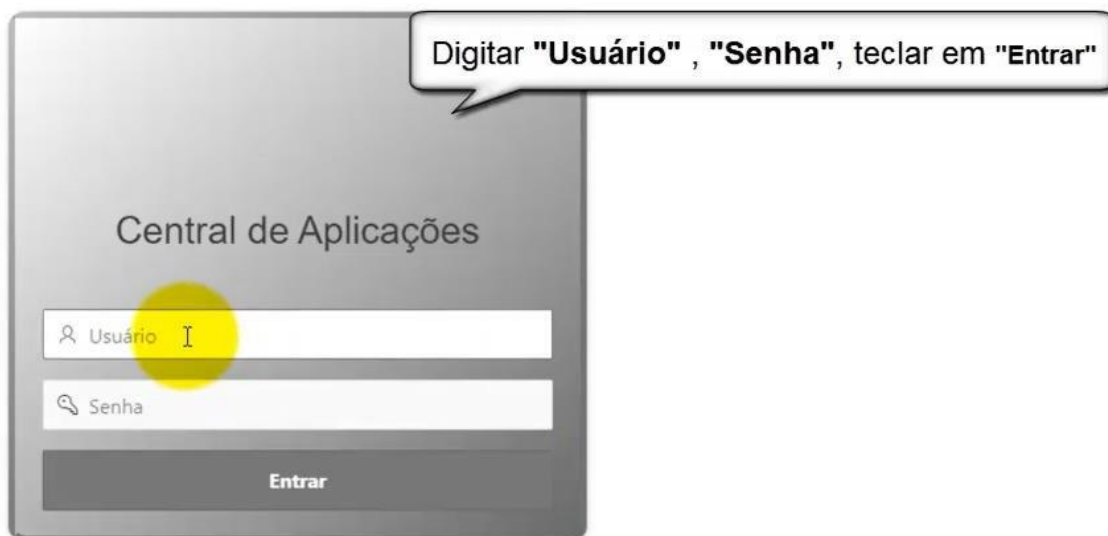 Digitar "Usuário" , "Senha", teclar em "Entrar"
Central de Aplicações
Usuário
Senha
Entrar